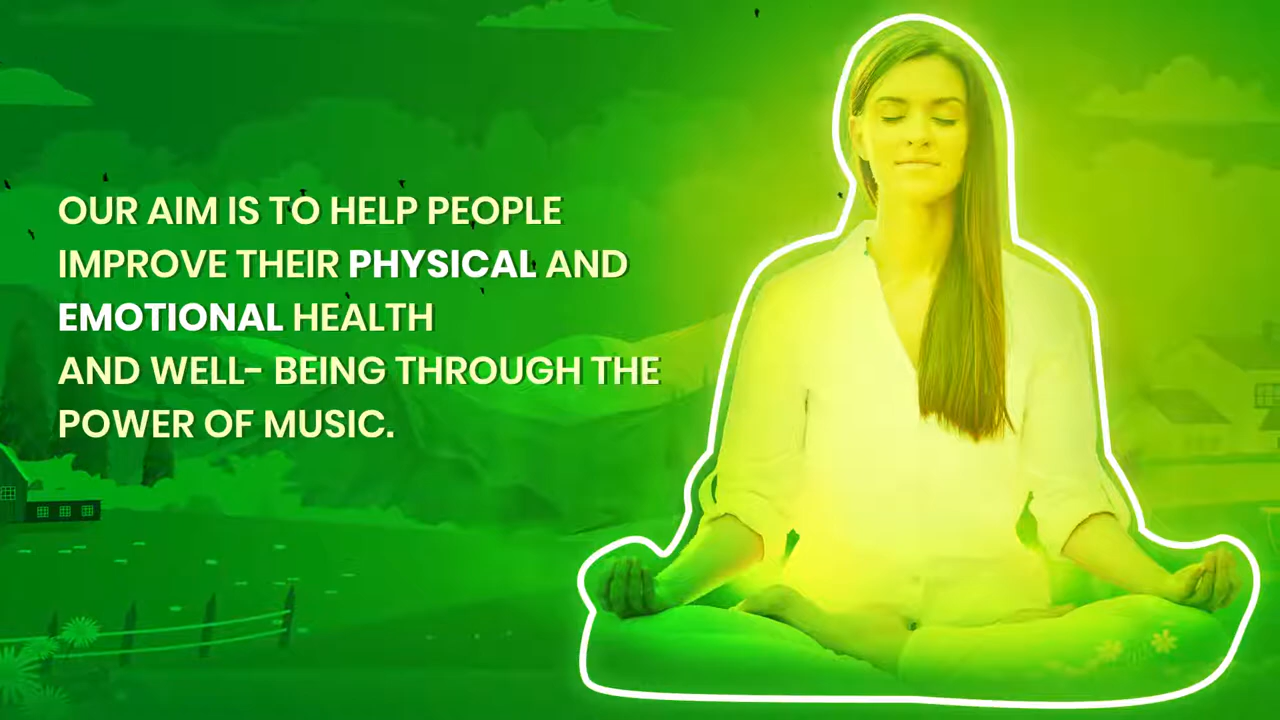 OUR AIM IS TO HELP PEOPLE
IMPROVE THEIR PHYSICAL AND
EMOTIONAL HEALTH
AND WELL- BEING THROUGH THE
POWER OF MUSIC.